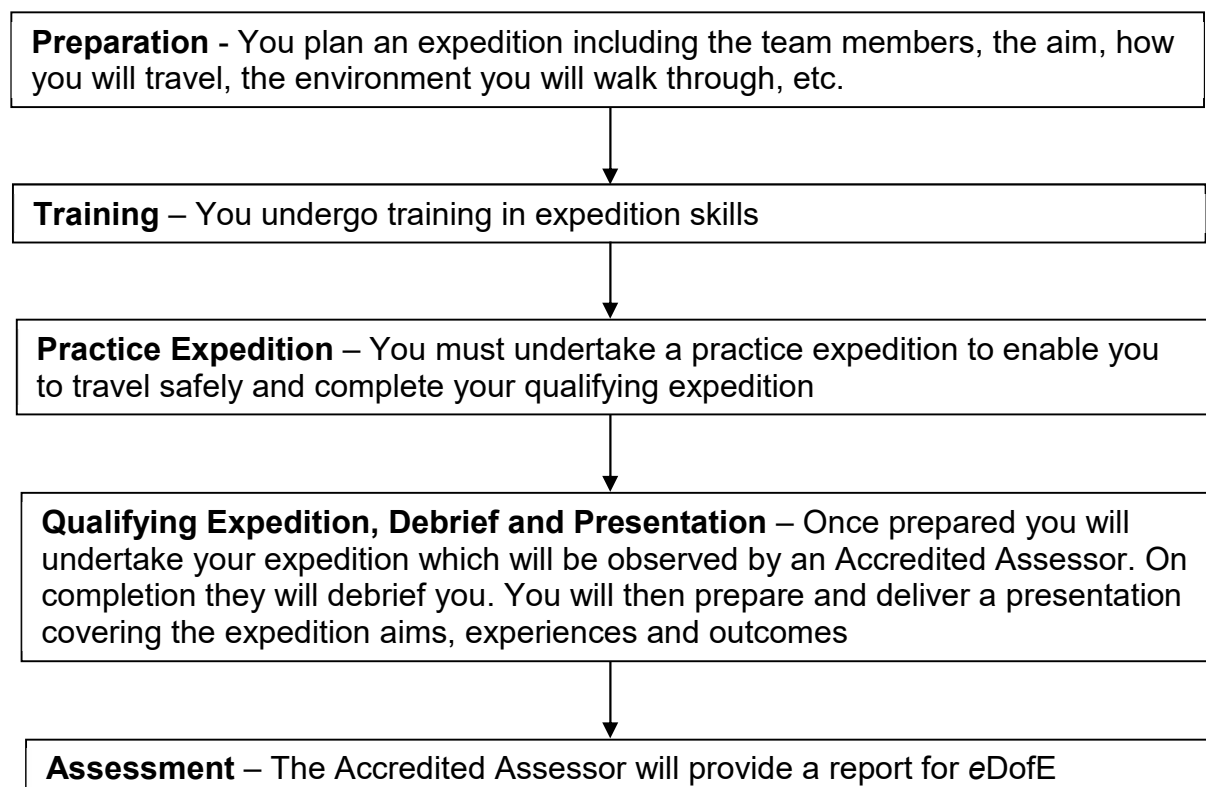 Preparation - You plan an expedition including the team members, the aim, how
you will travel, the environment you will walk through, etc.
Training – You undergo training in expedition skills
Practice Expedition – You must undertake a practice expedition to enable you
to travel safely and complete your qualifying expedition
Qualifying Expedition, Debrief and Presentation – Once prepared you will
undertake your expedition which will be observed by an Accredited Assessor. On
completion they will debrief you. You will then prepare and deliver a presentation
covering the expedition aims, experiences and outcomes
Assessment – The Accredited Assessor will provide a report for eDofE